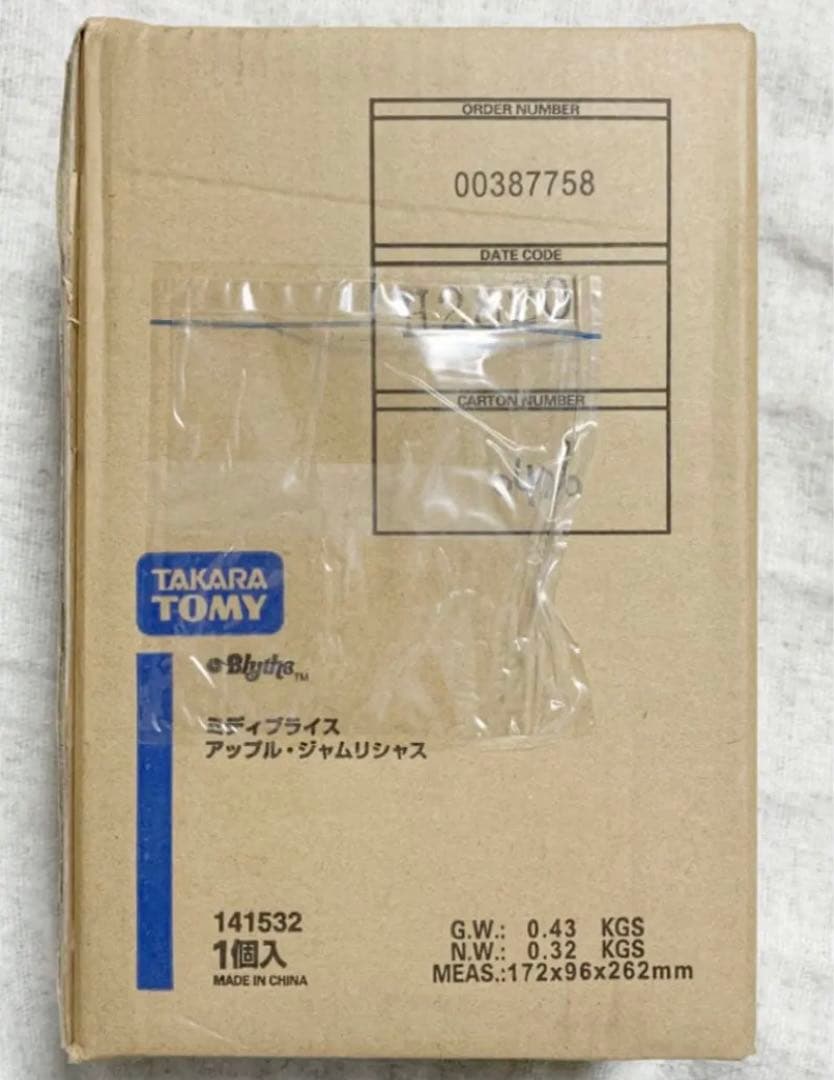 ORDER NUMBER
00387758
DATE CODE
CARTON NUMBER
TAKARA
TOMY
Blythe TM
ミディブライス
アップル・ジャムリシャス
141532
1個入
MADE IN CHINA
G.W.: 0.43 KGS
N.W.: 0.32 KGS
MEAS.:172x96x262mm